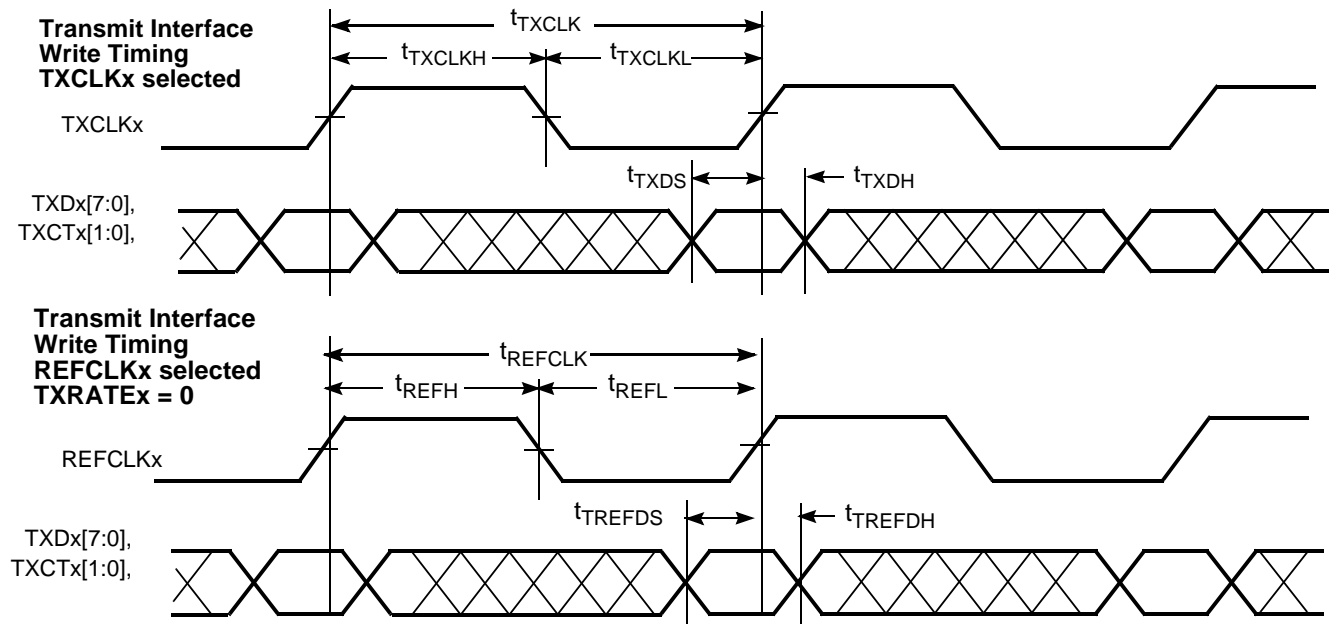 Transmit Interface
Write Timing
TXCLKx selected
tTXCLK
tTXCLKH
tTXCLKL
TXCLKx
tTXDS
tTXDH
TXDx[7:0],
TXCTx[1:0],
Transmit Interface
Write Timing
REFCLKx selected
TXRATEx = 0
tREFCLK
tREFH
tREFL
REFCLKx
tTREFDS
tTREFDH
TXDx[7:0],
TXCTx[1:0],